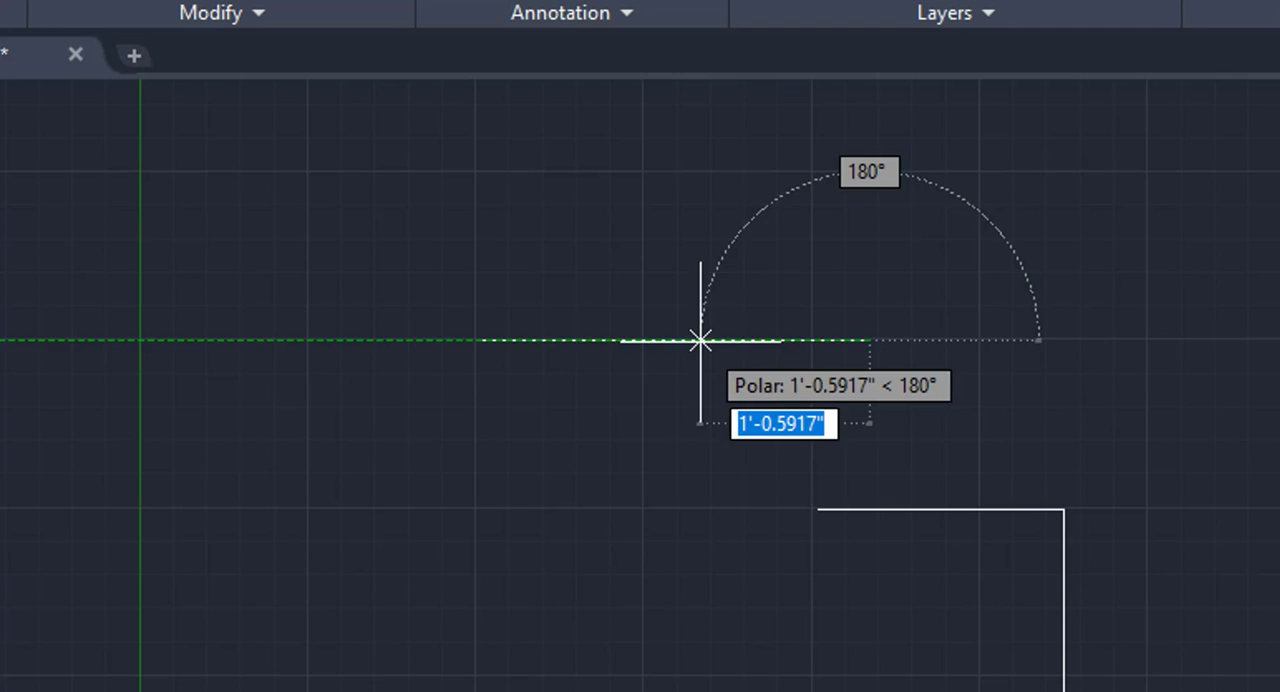 Modify
Annotation
Layers
*
180°
Polar: 1'-0.5917" < 180°
1'-0.5917"